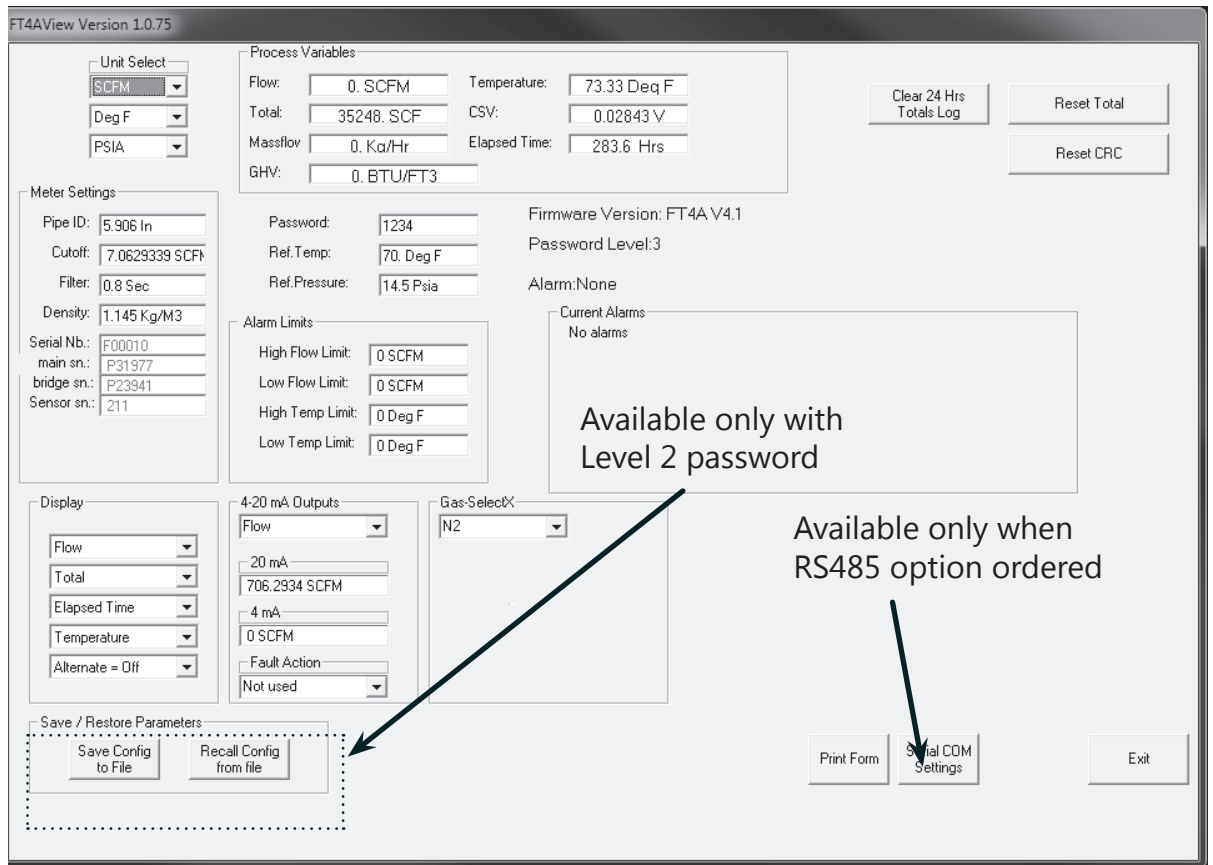 FT4AView Version 1.0.75
Unit Select
SCFM
Deg F
PSIA
Process Variables
Flow: 0. SCFM Temperature: 73.33 Deg F
Total: 35248. SCF CSV: 0.02843 V
Massflov 0. Kg/Hr Elapsed Time: 283.6 Hrs
GHV: 0. BTU/FT3
Clear 24 Hrs
Totals Log
Reset Total
Reset CRC
Meter Settings
Pipe ID: 5.906 In
Cutoff: 7.0629339 SCFM
Filter: 0.8 Sec
Density: 1.145 Kg/M3
Serial Nb.: F00010
main sn.: P31977
bridge sn.: P23941
Sensor sn.: 211
Password: 1234
Ref.Temp: 70. Deg F
Ref.Pressure: 14.5 Psia
Firmware Version: FT4A V4.1
Password Level:3
Alarm:None
Alarm Limits
High Flow Limit: 0 SCFM
Low Flow Limit: 0 SCFM
High Temp Limit: 0 Deg F
Low Temp Limit: 0 Deg F
Current Alarms
No alarms
Available only with
Level 2 password
Available only when
RS485 option ordered
Display
Flow
Total
Elapsed Time
Temperature
Alternate = Off
4-20 mA Outputs
Flow
20 mA
706.2934 SCFM
4 mA
0 SCFM
Fault Action
Not used
Gas-SelectX
N2
Save / Restore Parameters
Save Config
to File
Recall Config
from file
Print Form
Serial COM
Settings
Exit